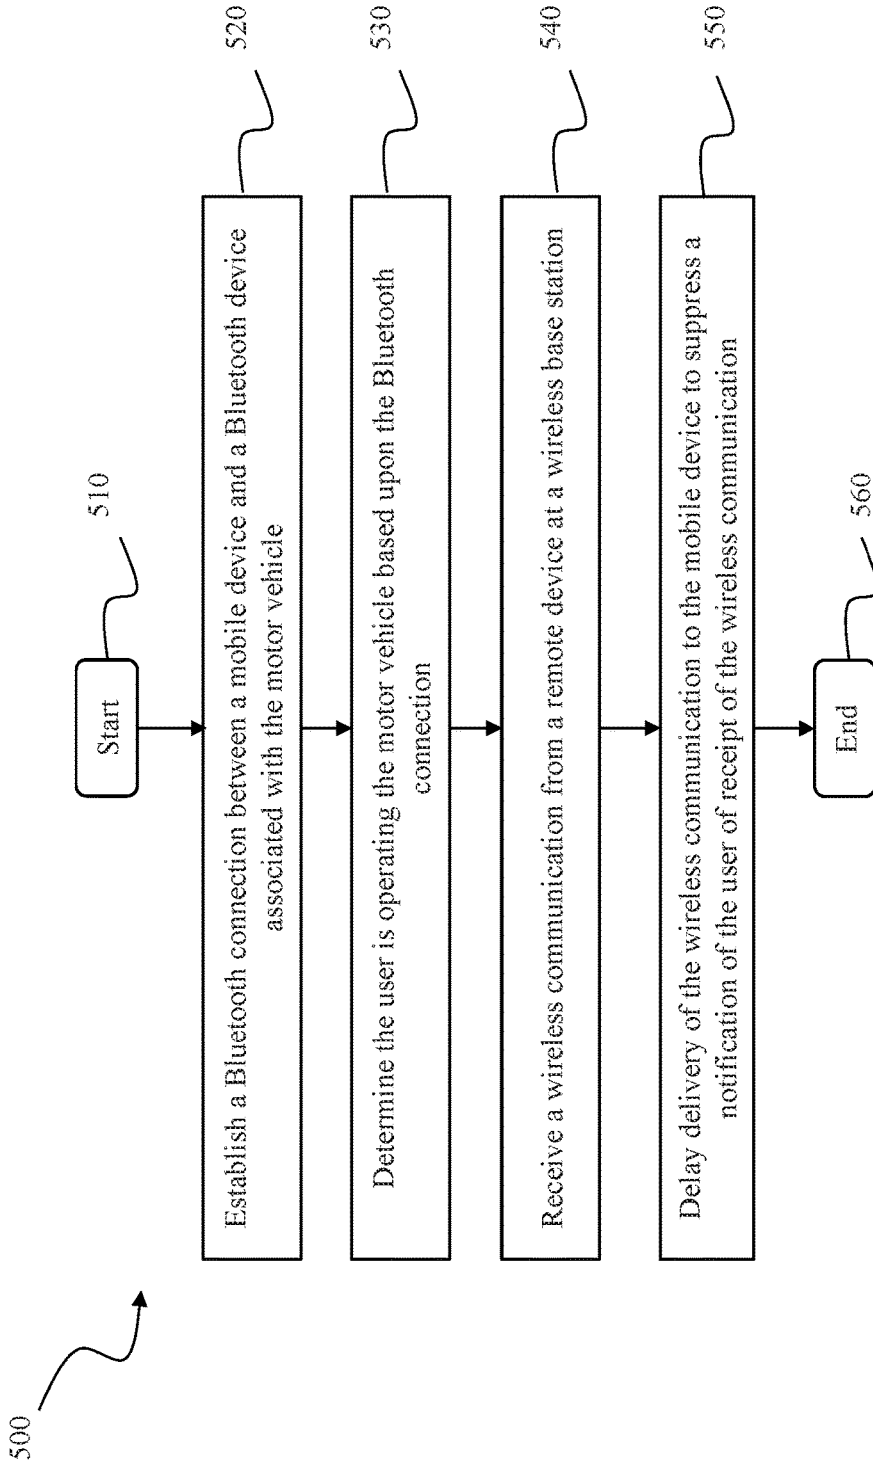 500
Start
510
Establish a Bluetooth connection between a mobile device and a Bluetooth device
associated with the motor vehicle
520
Determine the user is operating the motor vehicle based upon the Bluetooth
connection
530
Receive a wireless communication from a remote device at a wireless base station
540
Delay delivery of the wireless communication to the mobile device to suppress a
notification of the user of receipt of the wireless communication
550
End
560